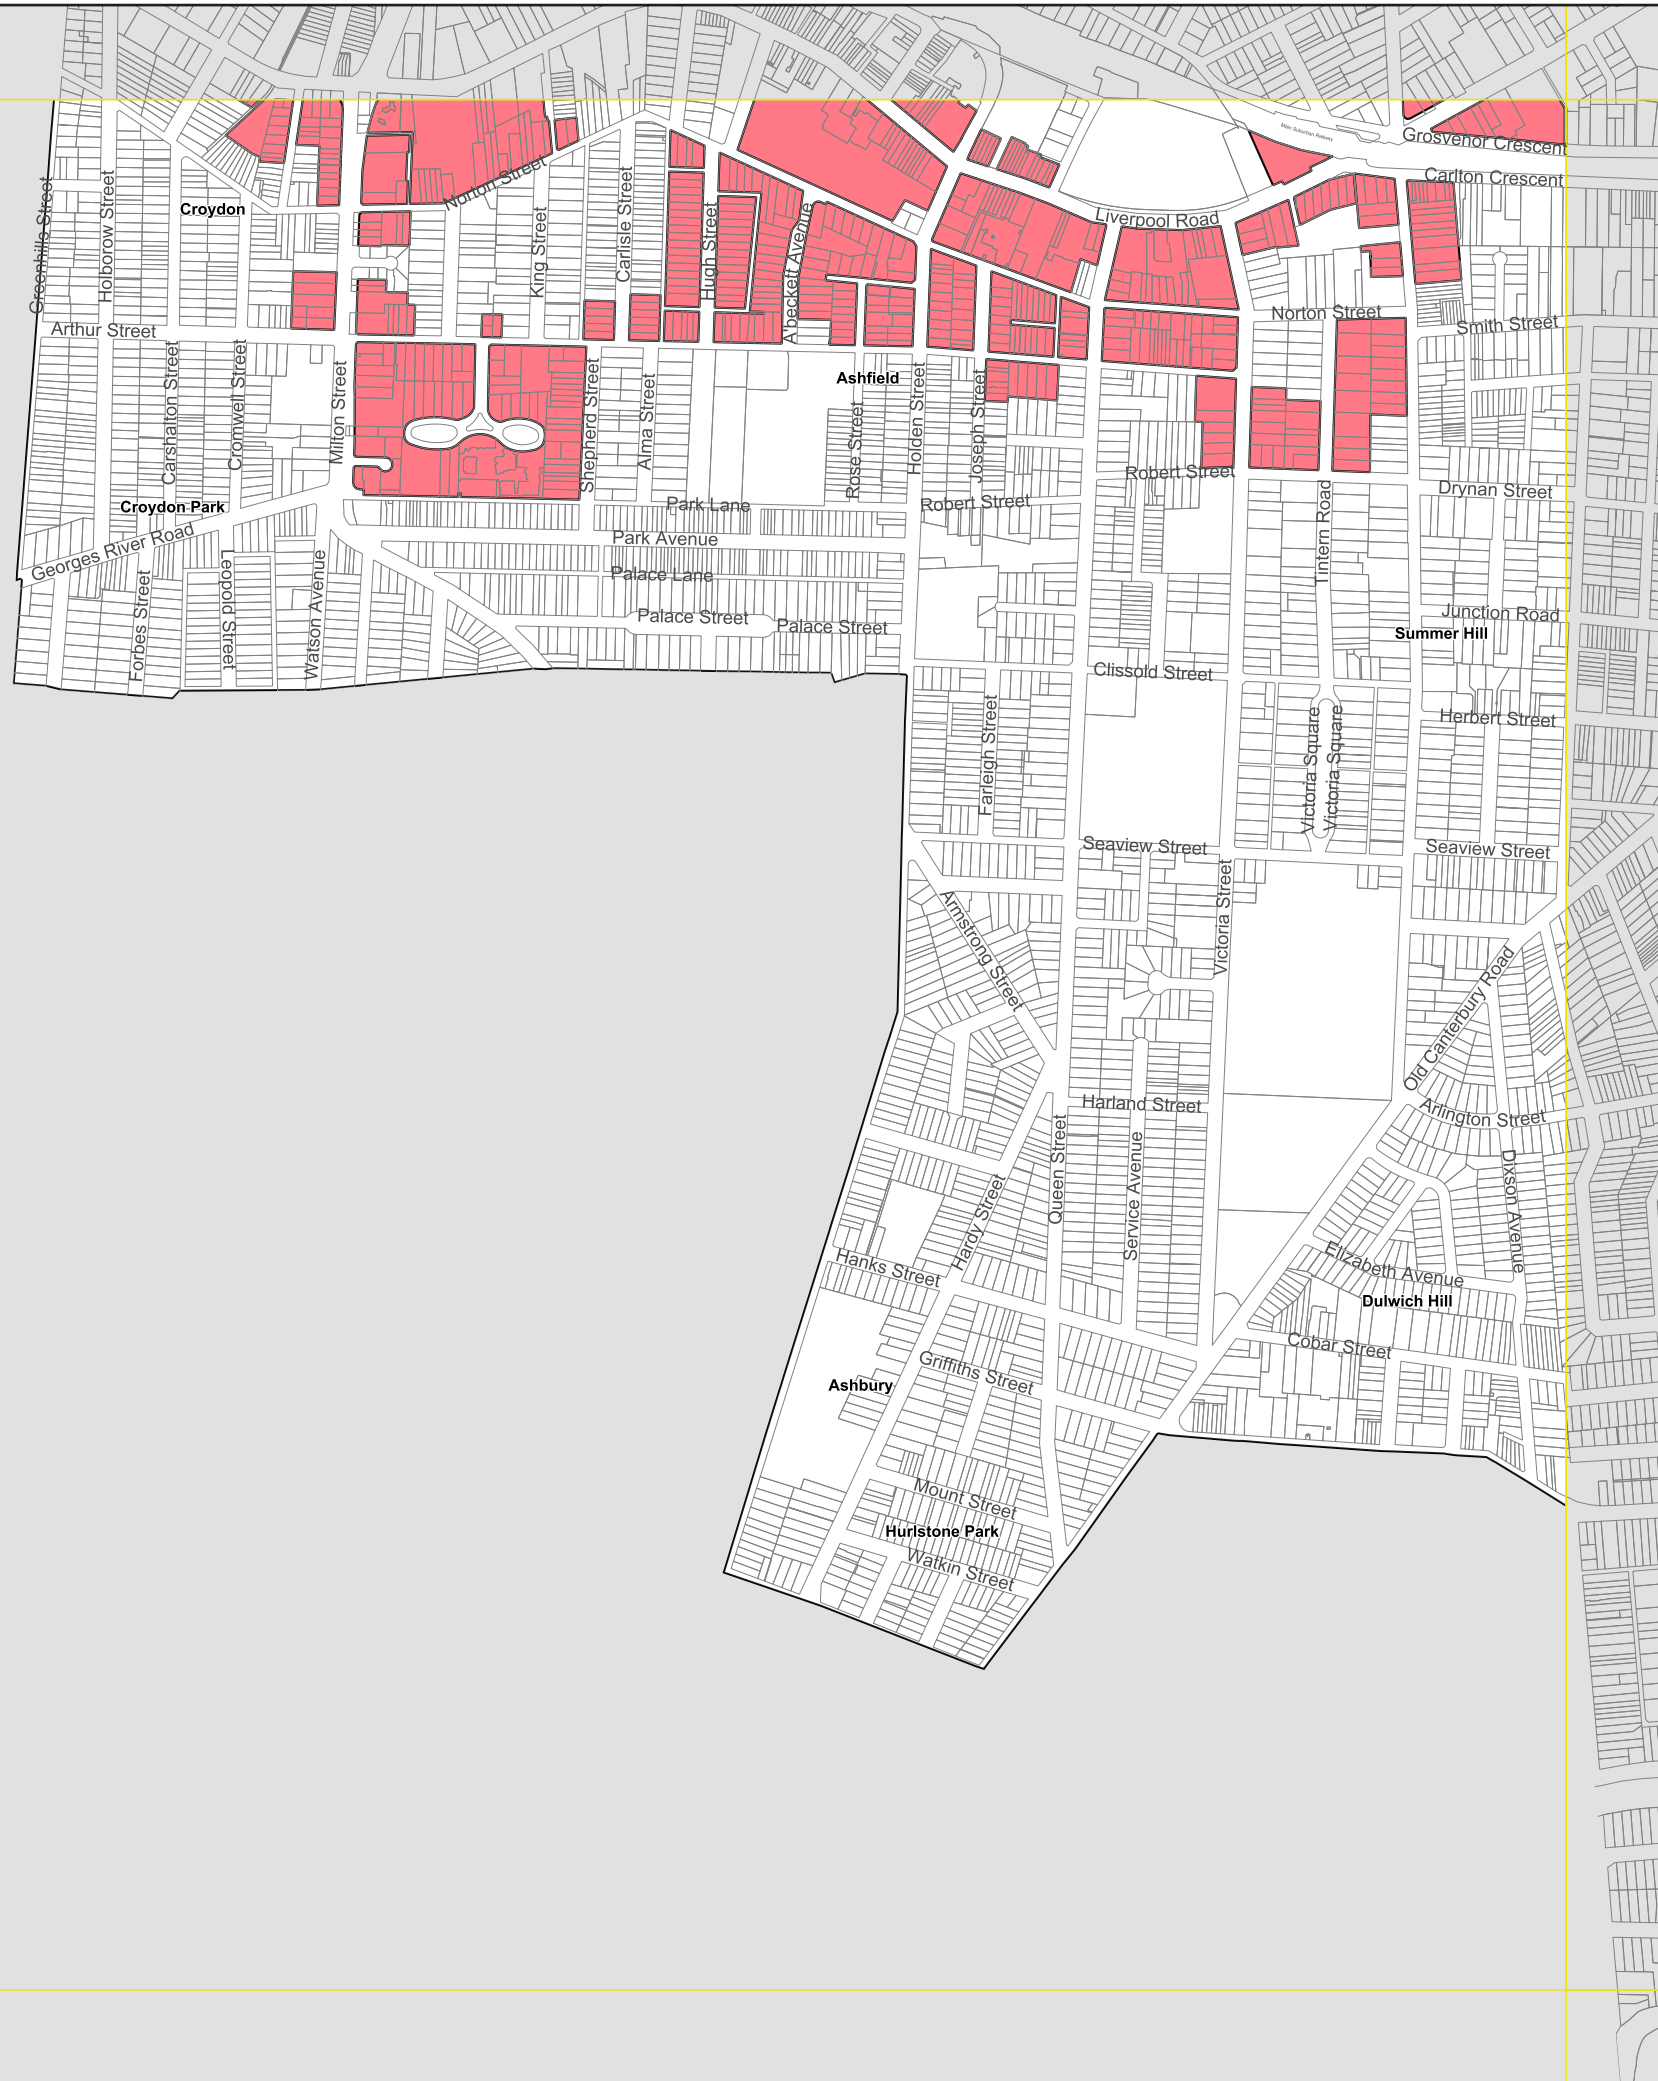 Main Suburban Railway
Grosvenor Crescent
Carlton Crescent
Norton Street
Croydon
Liverpool Road
Greenhills Street
Holborow Street
King Street
Carlisle Street
Hugh Street
A'beckett Avenue
Norton Street
Smith Street
Arthur Street
Ashfield
Carshalton Street
Cromwell Street
Milton Street
Shepherd Street
Alma Street
Rose Street
Holden Street
Joseph Street
Robert Street
Drynan Street
Croydon Park
Park Lane
Robert Street
Tintern Road
Georges River Road
Park Avenue
Palace Lane
Forbes Street
Leopold Street
Watson Avenue
Palace Street
Palace Street
Junction Road
Summer Hill
Clissold Street
Herbert Street
Farleigh Street
Victoria Square
Victoria Square
Seaview Street
Seaview Street
Armstrong Street
Victoria Street
Old Canterbury Road
Harland Street
Arlington Street
Queen Street
Service Avenue
Hardy Street
Dixson Avenue
Hanks Street
Elizabeth Avenue
Dulwich Hill
Cobar Street
Griffiths Street
Ashbury
Mount Street
Hurlstone Park
Watkin Street